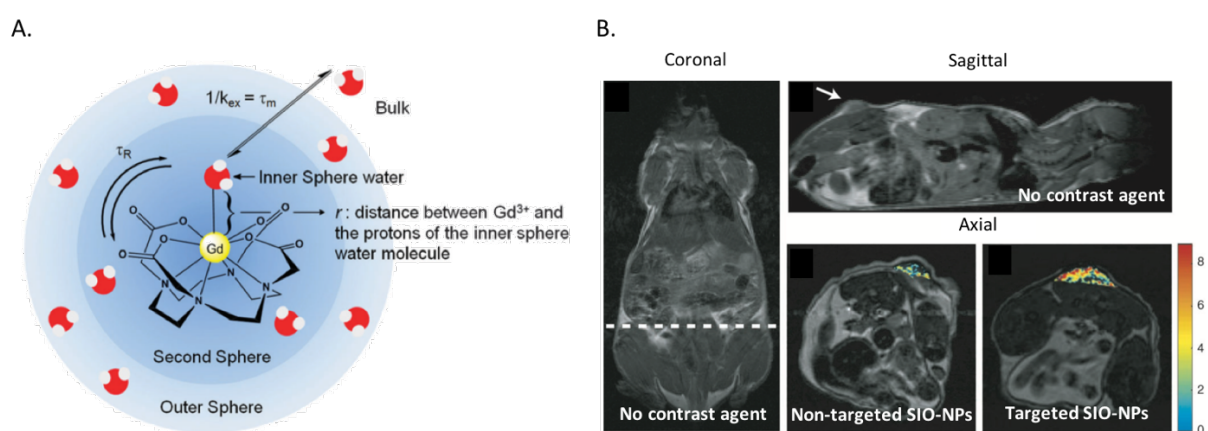 A.
1/kex = τm
Bulk
τR
Inner Sphere water
r : distance between Gd³⁺ and
the protons of the inner sphere
water molecule
O
O
O
O
O
O
O
Gd
N
N
N
N
Second Sphere
Outer Sphere
B.
Coronal
Sagittal
No contrast agent
Axial
No contrast agent
Non-targeted SIO-NPs
Targeted SIO-NPs
8
6
4
2
0